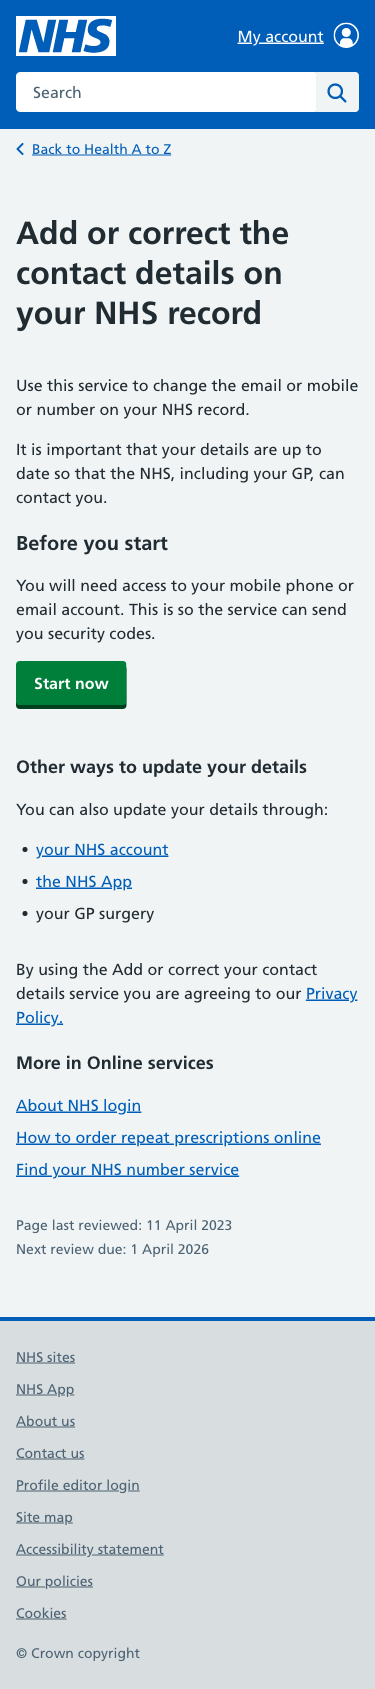 NHS
My account
Search
Back to Health A to Z
Add or correct the
contact details on
your NHS record
Use this service to change the email or mobile
or number on your NHS record.
It is important that your details are up to
date so that the NHS, including your GP, can
contact you.
Before you start
You will need access to your mobile phone or
email account. This is so the service can send
you security codes.
Start now
Other ways to update your details
You can also update your details through:
• your NHS account
• the NHS App
• your GP surgery
By using the Add or correct your contact
details service you are agreeing to our Privacy
Policy.
More in Online services
About NHS login
How to order repeat prescriptions online
Find your NHS number service
Page last reviewed: 11 April 2023
Next review due: 1 April 2026
NHS sites
NHS App
About us
Contact us
Profile editor login
Site map
Accessibility statement
Our policies
Cookies
© Crown copyright